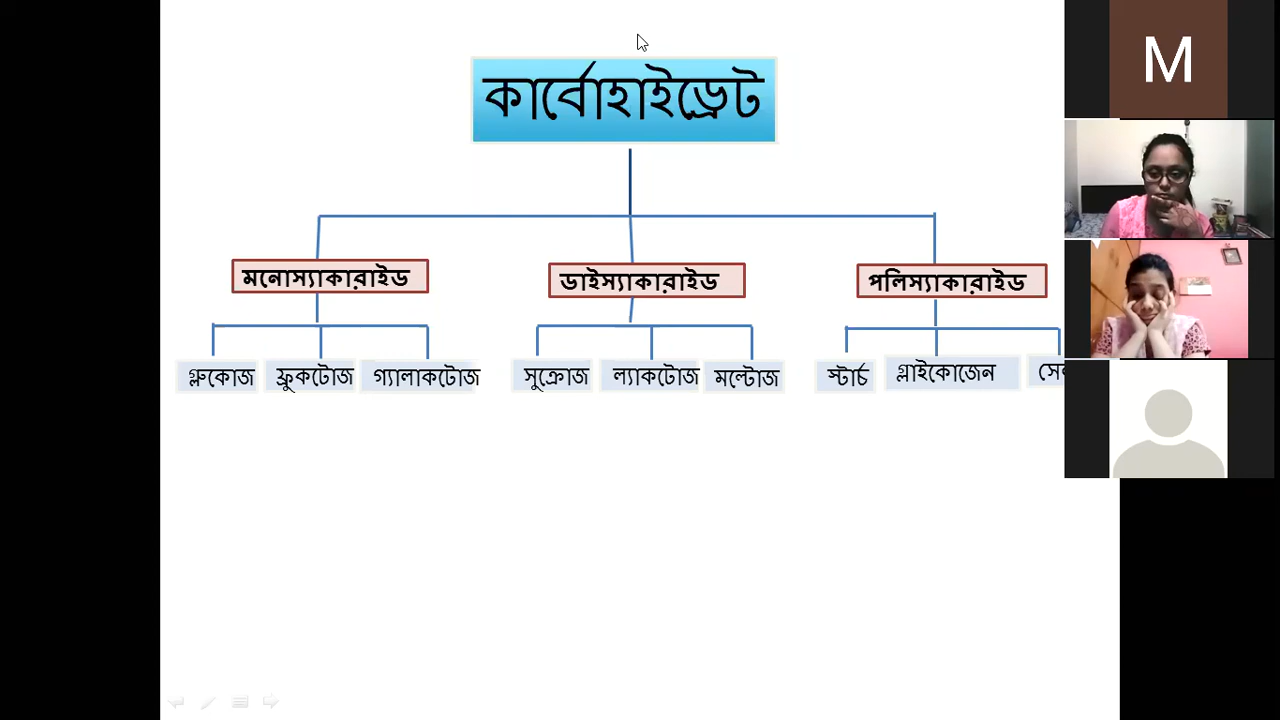 কার্বোহাইড্রেট
মনোস্যাকারাইড
ডাইস্যাকারাইড
পলিস্যাকারাইড
গ্লুকোজ
ফ্রুকটোজ
গ্যালাকটোজ
সুক্রোজ
ল্যাকটোজ
মল্টোজ
স্টার্চ
গ্লাইকোজেন
M